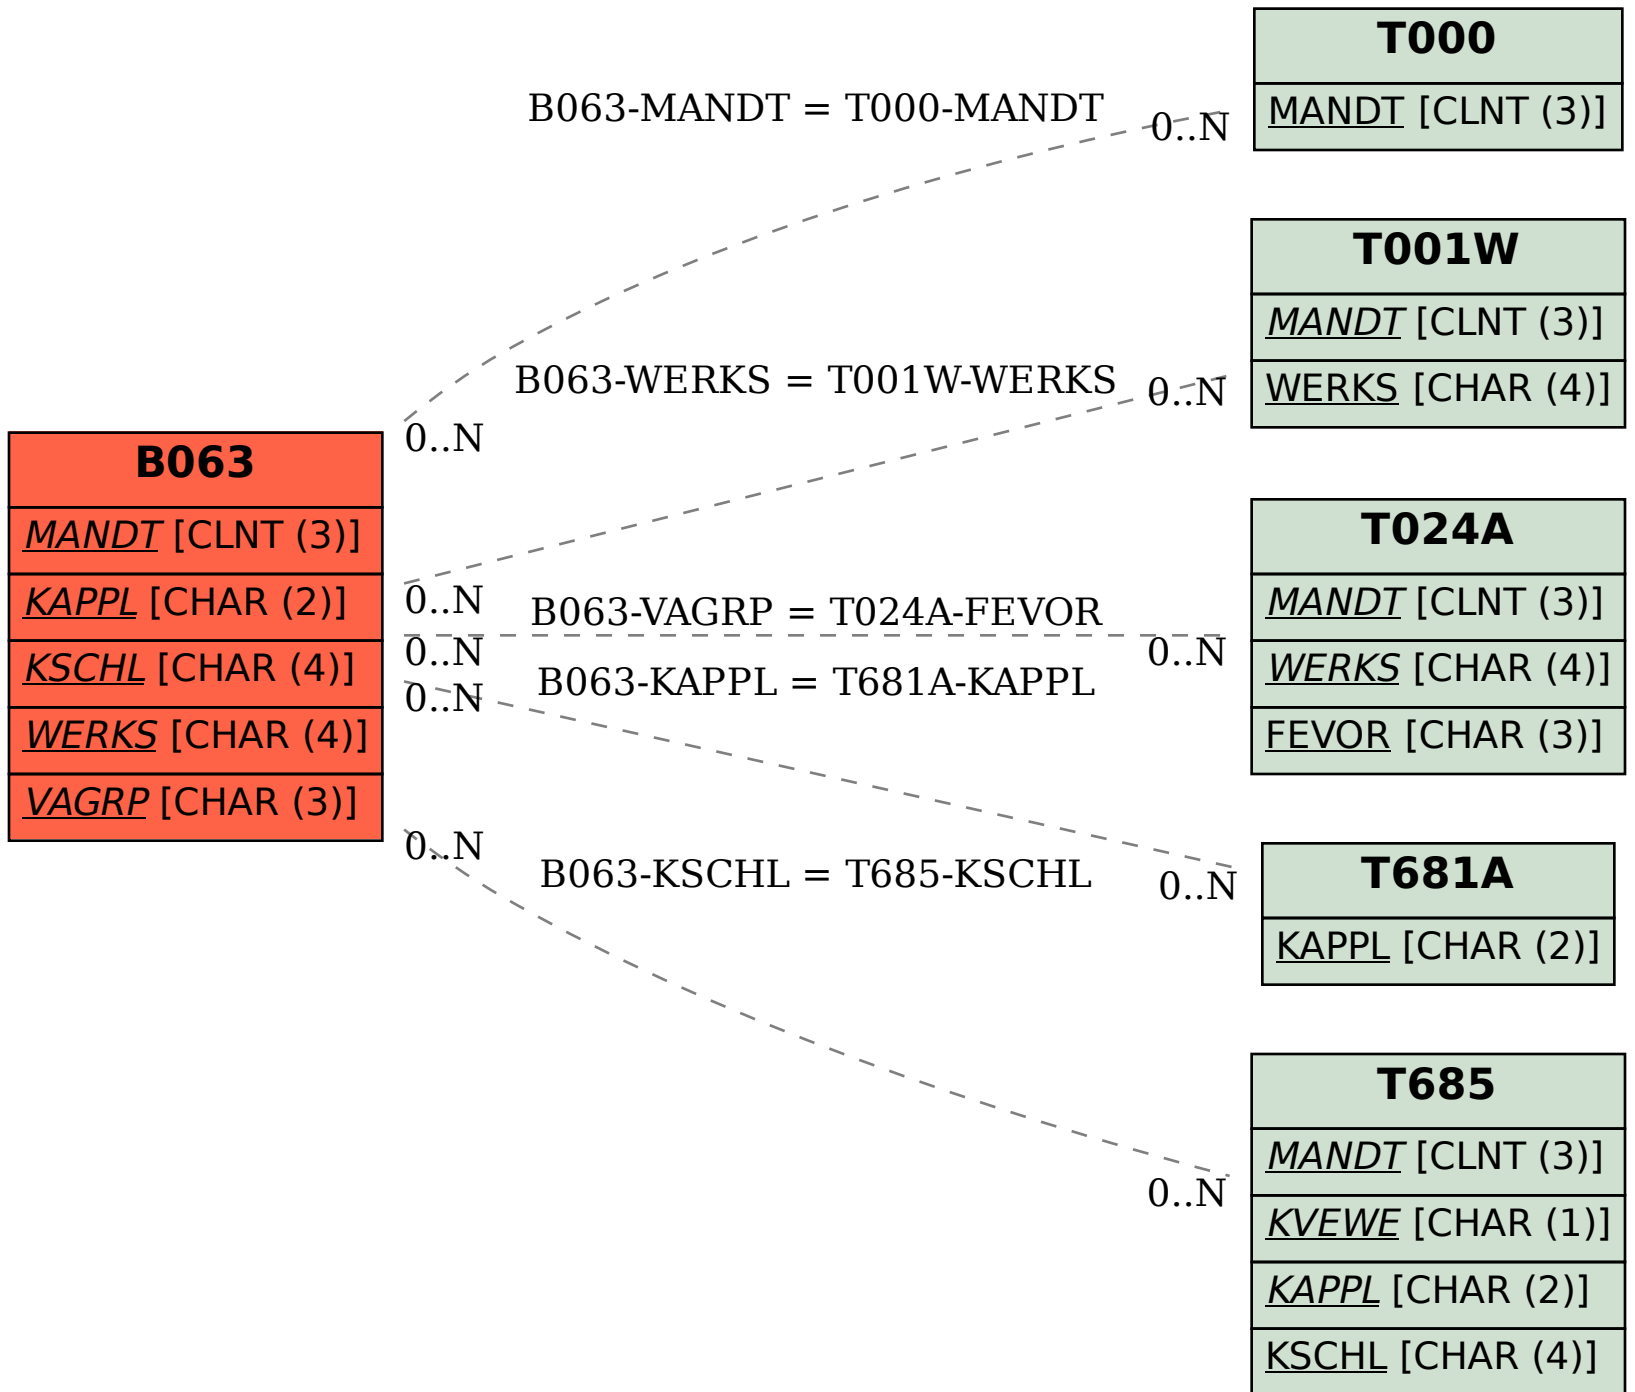 B063
MANDT [CLNT (3)]
KAPPL [CHAR (2)]
KSCHL [CHAR (4)]
WERKS [CHAR (4)]
VAGRP [CHAR (3)]
B063-MANDT = T000-MANDT
0..N
0..N
B063-WERKS = T001W-WERKS
0..N
0..N
B063-VAGRP = T024A-FEVOR
0..N
0..N
B063-KAPPL = T681A-KAPPL
0..N
0..N
B063-KSCHL = T685-KSCHL
0..N
0..N
T000
MANDT [CLNT (3)]
T001W
MANDT [CLNT (3)]
WERKS [CHAR (4)]
T024A
MANDT [CLNT (3)]
WERKS [CHAR (4)]
FEVOR [CHAR (3)]
T681A
KAPPL [CHAR (2)]
T685
MANDT [CLNT (3)]
KVEWE [CHAR (1)]
KAPPL [CHAR (2)]
KSCHL [CHAR (4)]